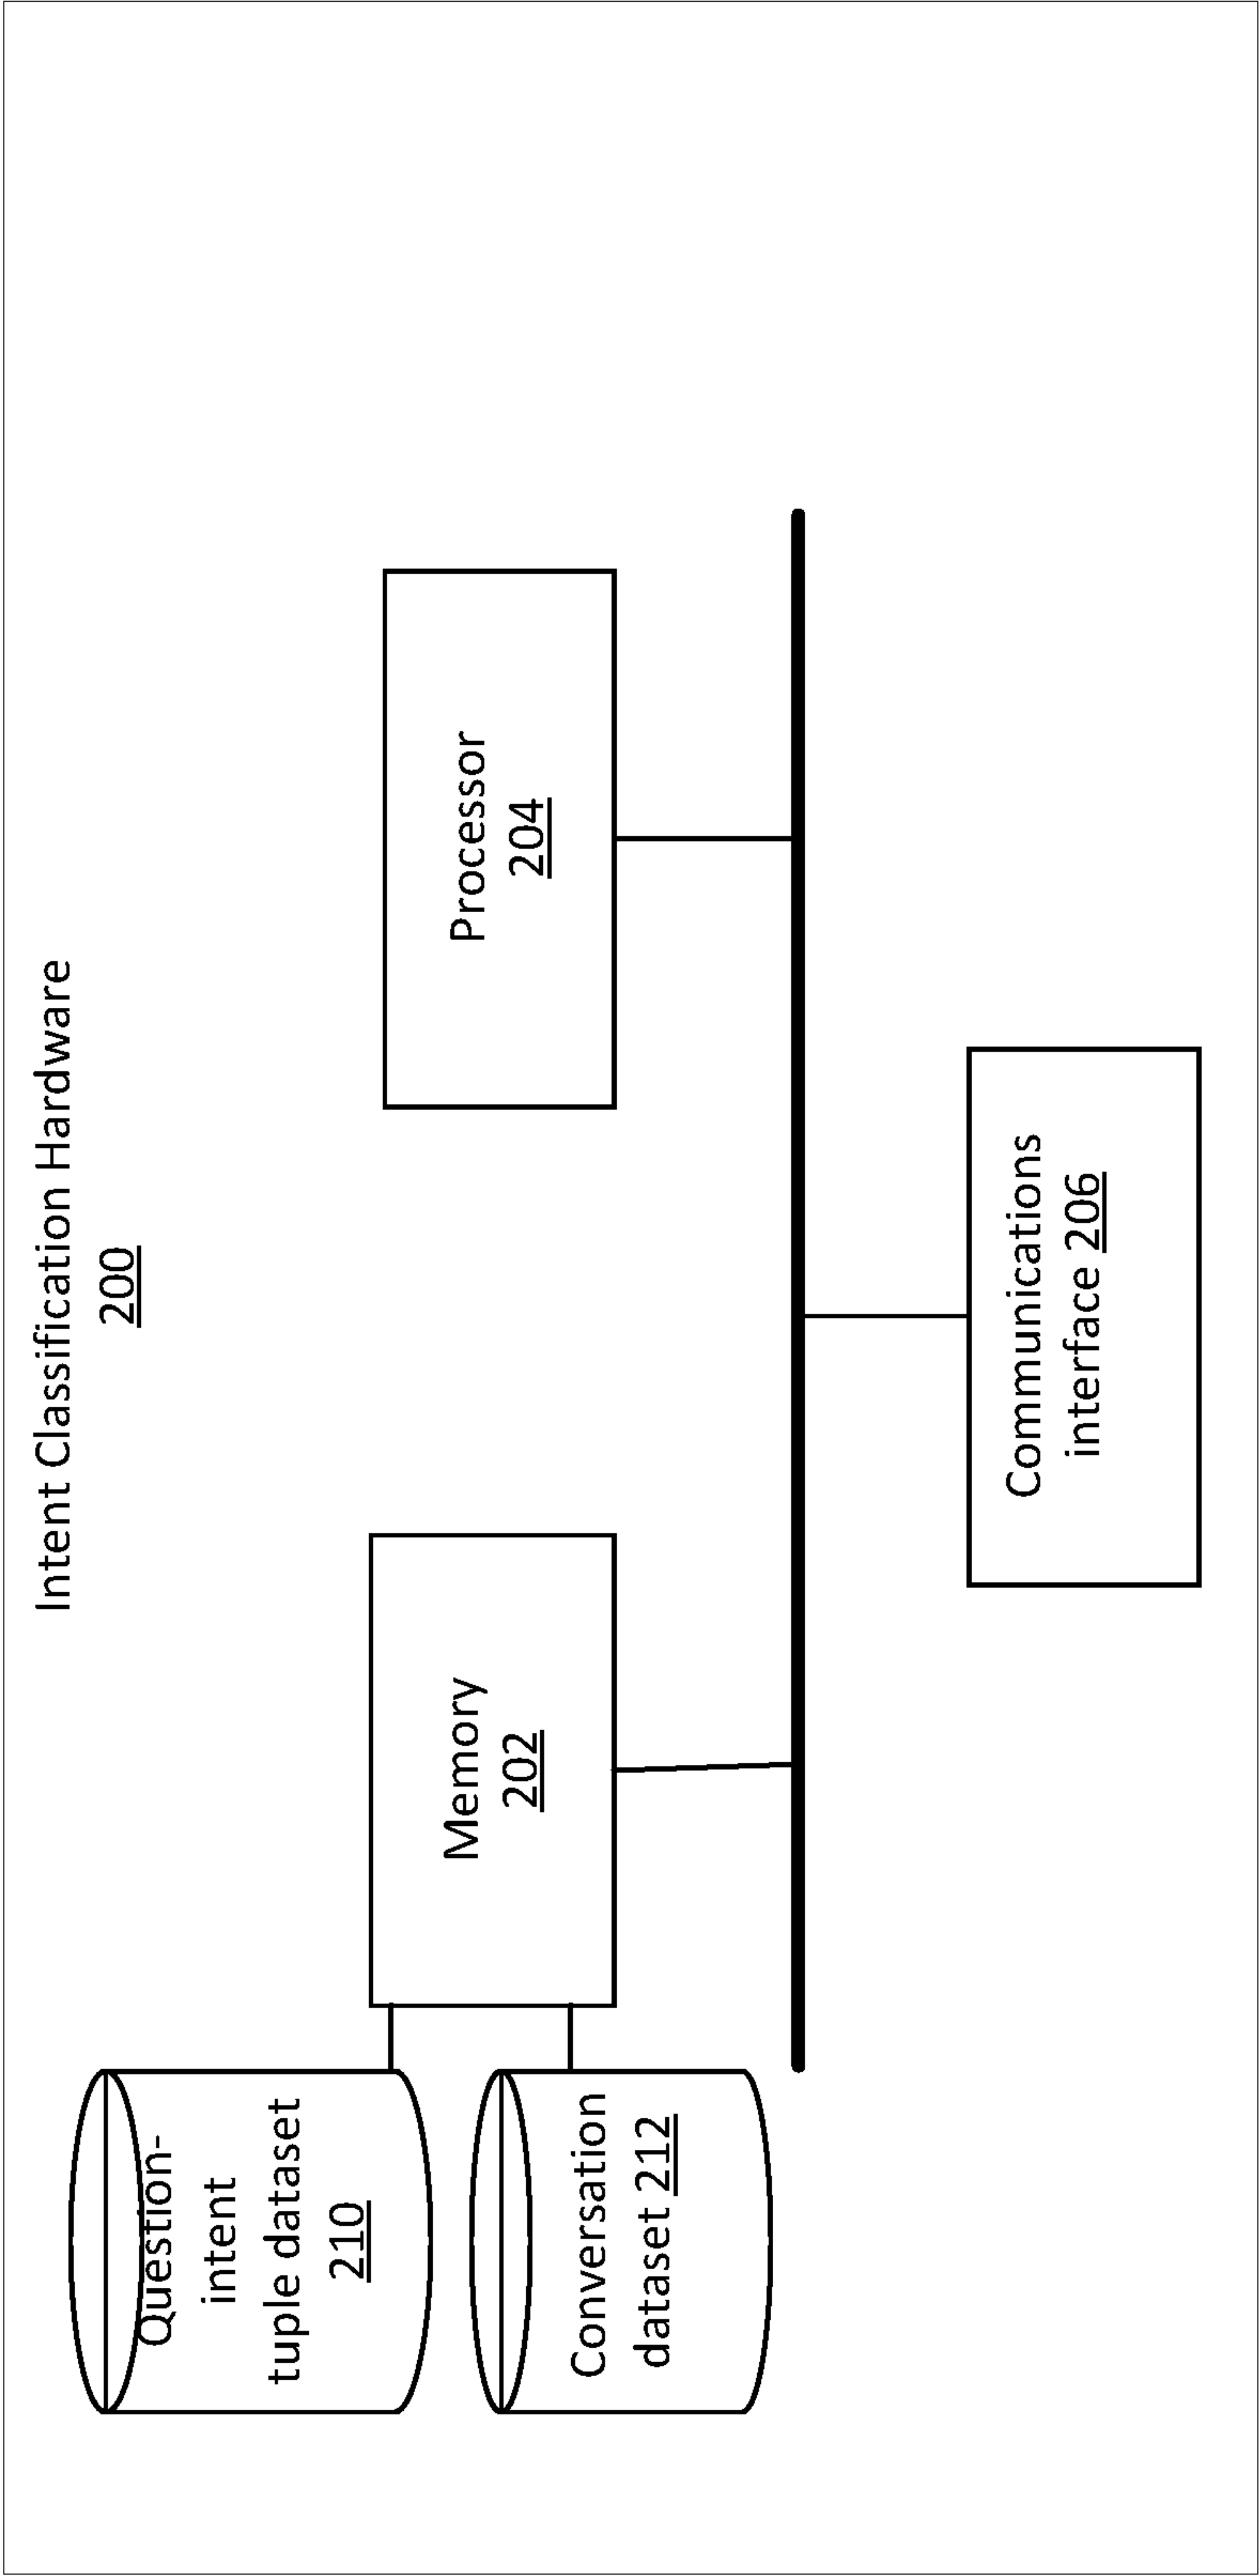 Intent Classification Hardware
200
Question-
intent
tuple dataset
210
Conversation
dataset 212
Memory
202
Processor
204
Communications
interface 206